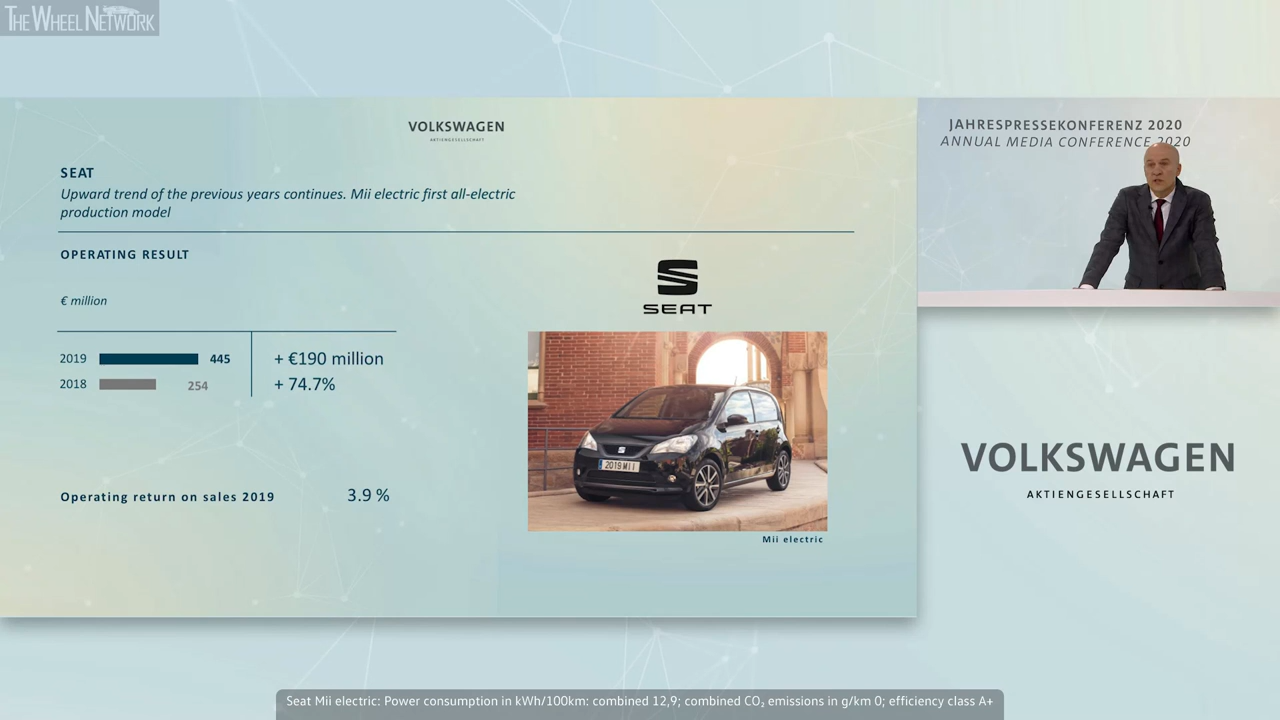 THE WHEEL NETWORK
VOLKSWAGEN
AKTIENGESELLSCHAFT
SEAT
Upward trend of the previous years continues. Mii electric first all-electric
production model
OPERATING RESULT
€ million
2019 445 + €190 million
2018 254 + 74.7%
Operating return on sales 2019 3.9 %
SEAT
2019 MII
Mii electric
JAHRESPRESSEKONFERENZ 2020
ANNUAL MEDIA CONFERENCE 2020
VOLKSWAGEN
AKTIENGESELLSCHAFT
Seat Mii electric: Power consumption in kWh/100km: combined 12,9; combined CO₂ emissions in g/km 0; efficiency class A+